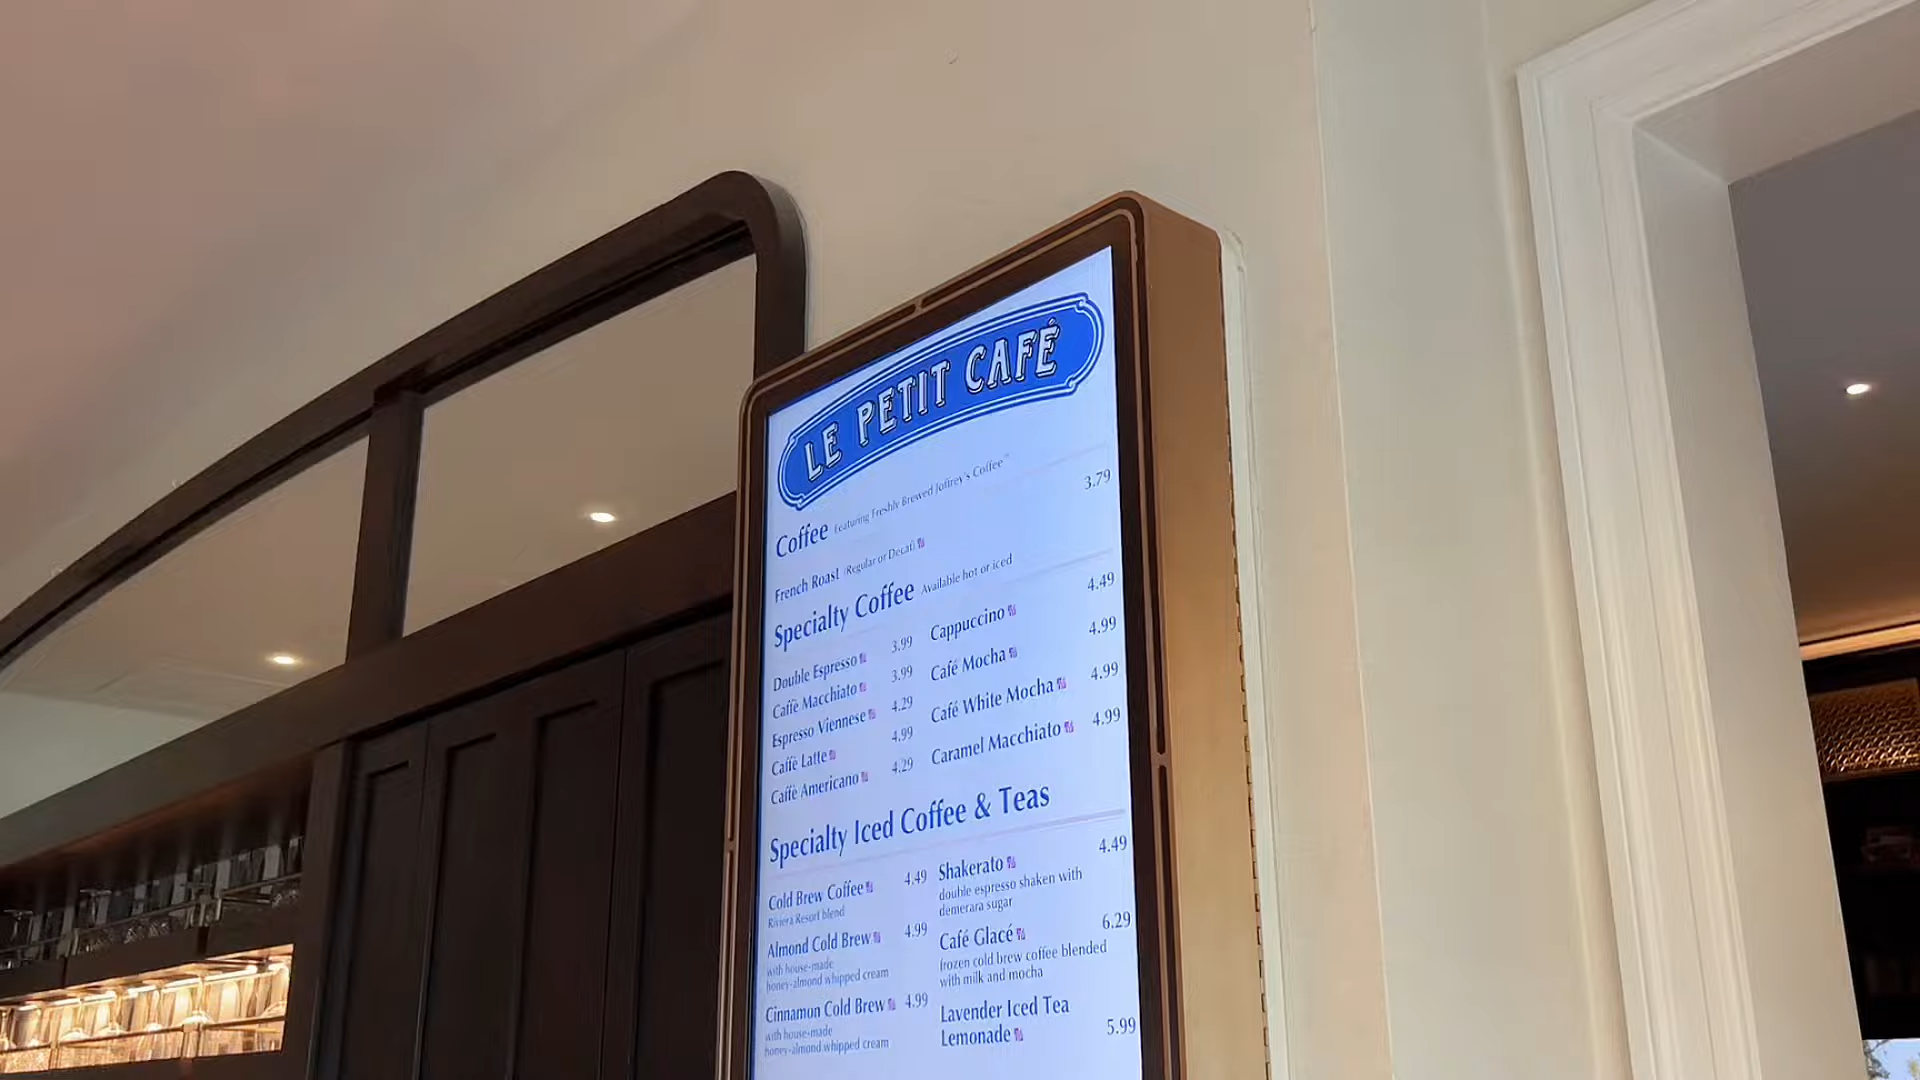 LE PETIT CAFÉ
Coffee Featuring Freshly Brewed Joffrey's Coffee™
French Roast (Regular or Decaf) 3.79
Specialty Coffee Available hot or iced
Double Espresso 3.99
Caffè Macchiato 3.99
Espresso Viennese 4.29
Caffè Latte 4.99
Caffè Americano 4.29
Cappuccino 4.49
Café Mocha 4.99
Café White Mocha 4.99
Caramel Macchiato 4.99
Specialty Iced Coffee & Teas
Cold Brew Coffee 4.49
Riviera Resort blend
Almond Cold Brew 4.99
with house-made
honey-almond whipped cream
Cinnamon Cold Brew 4.99
with house-made
honey-almond whipped cream
Shakerato 4.49
double espresso shaken with
demerara sugar
Café Glacé 6.29
frozen cold brew coffee blended
with milk and mocha
Lavender Iced Tea
Lemonade 5.99